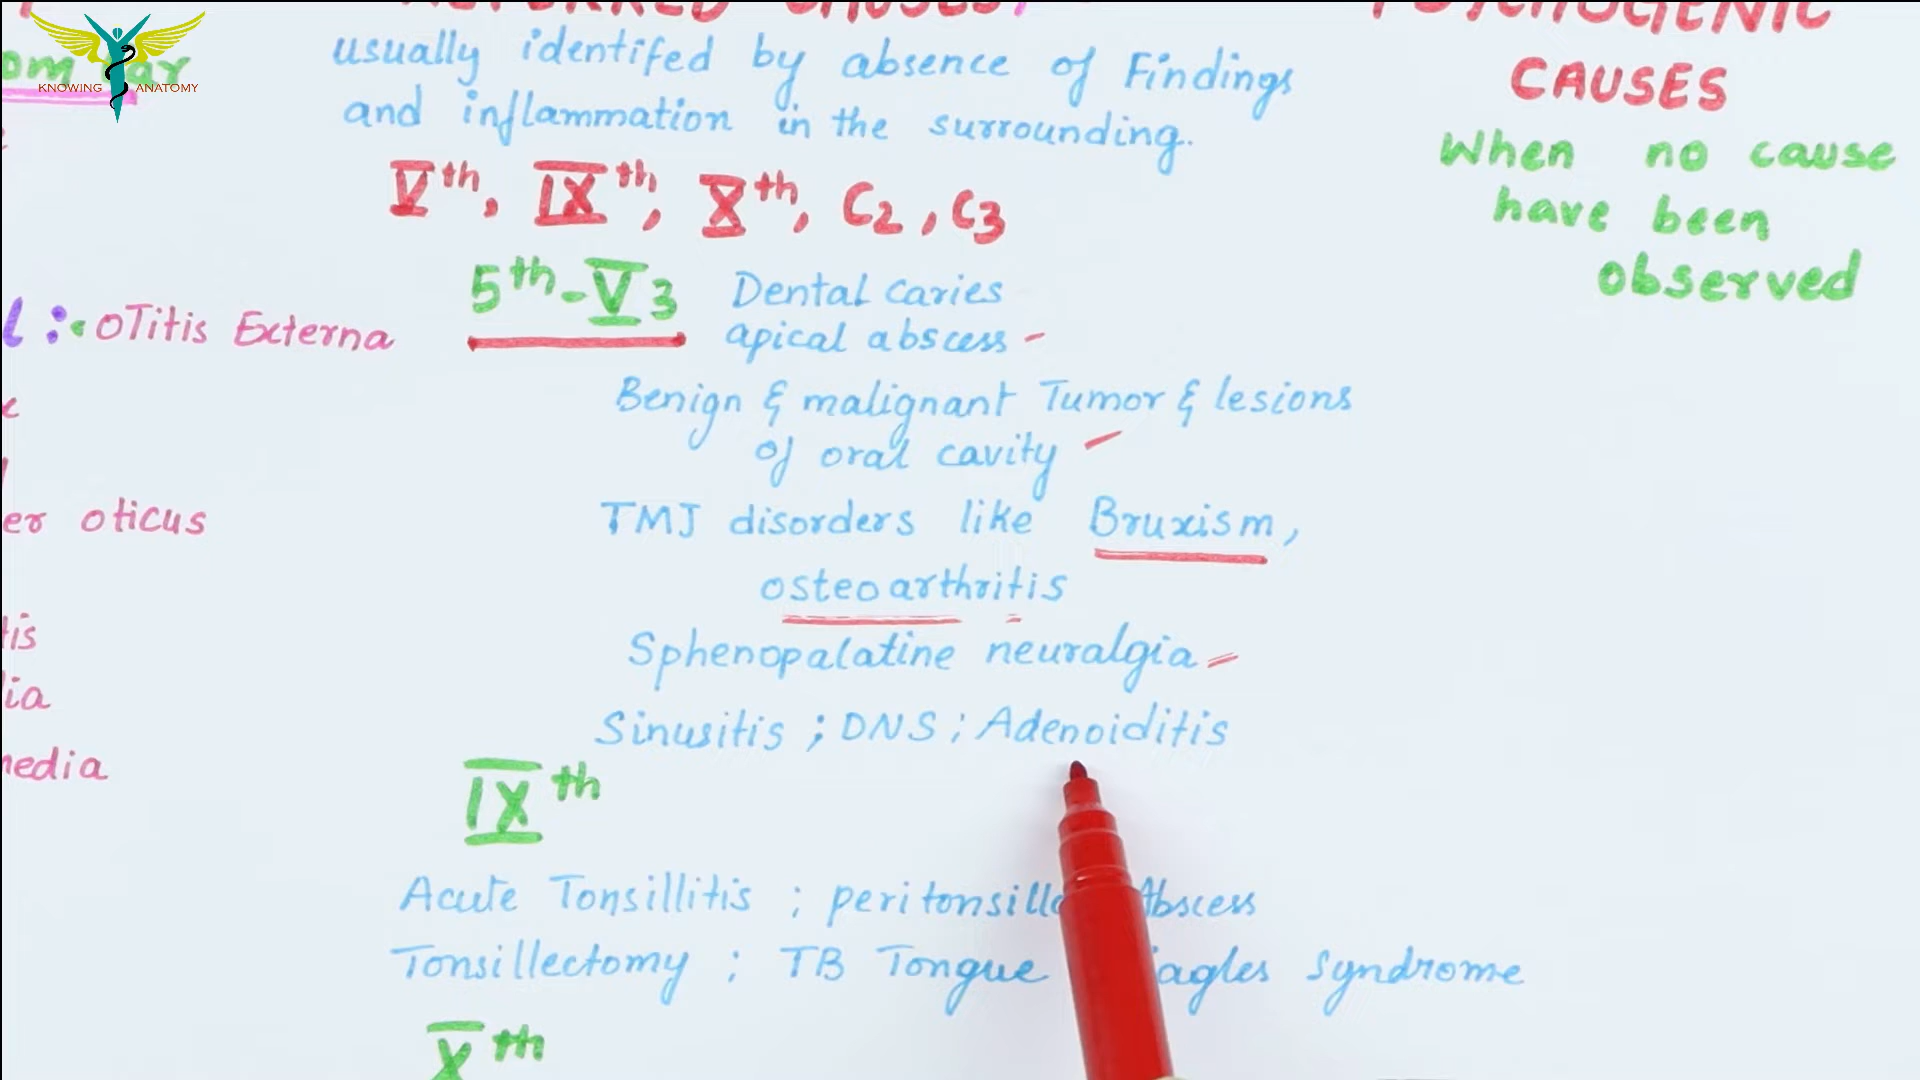 REFERRED CAUSES
usually identifed by absence of Findings
and inflammation in the surrounding.
Vth, IXth, Xth, C2, C3
5th-V3 Dental caries
apical abscess
Benign & malignant Tumor & lesions
of oral cavity
TMJ disorders like Bruxism,
osteoarthritis
Sphenopalatine neuralgia
Sinusitis ; DNS ; Adenoiditis
IXth
Acute Tonsillitis ; Abscess
Tonsillectomy ; TB Tongue syndrome
Xth
PSYCHOGENIC
CAUSES
When no cause
have been
observed
KNOWING ANATOMY
: OTitis Externa
oticus